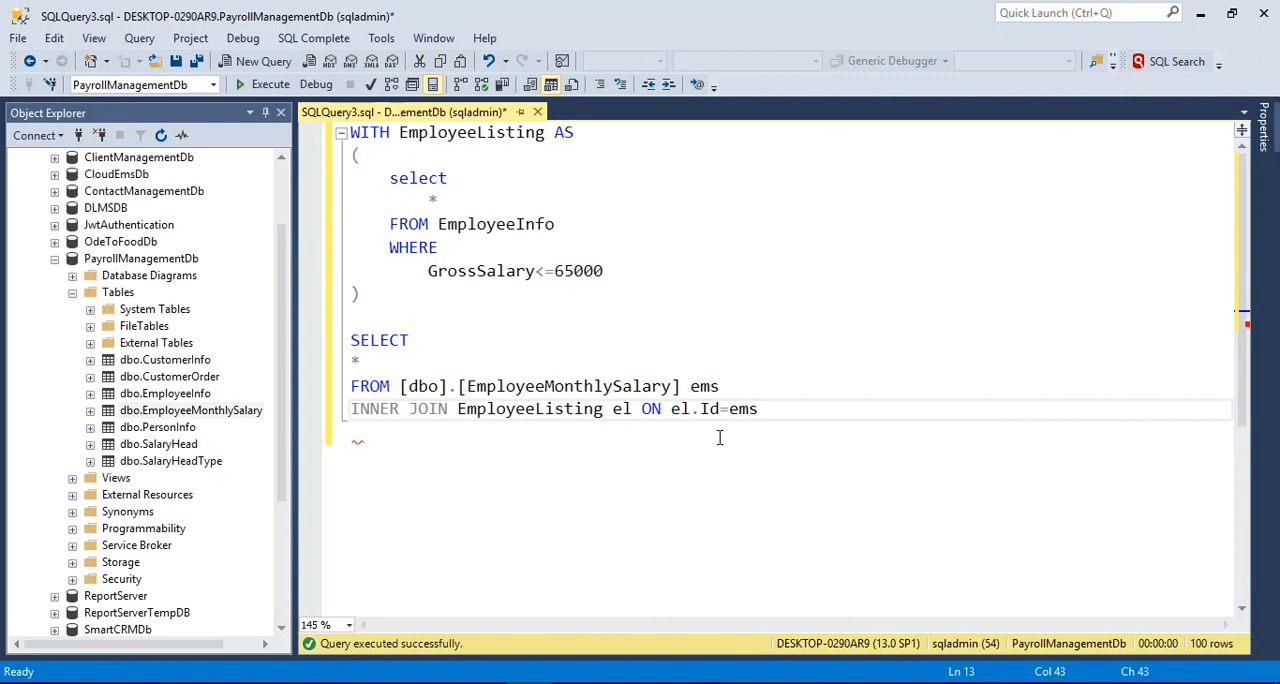 SQLQuery3.sql - DESKTOP-0290AR9.PayrollManagementDb (sqladmin)*
Quick Launch (Ctrl+Q)
File Edit View Query Project Debug SQL Complete Tools Window Help
New Query MDX DMX XMLA DAX Generic Debugger SQL Search
PayrollManagementDb Execute Debug
Object Explorer
SQLQuery3.sql - D...ementDb (sqladmin)*
Properties
Connect
ClientManagementDb
CloudEmsDb
ContactManagementDb
DLMSDB
JwtAuthentication
OdeToFoodDb
PayrollManagementDb
Database Diagrams
Tables
System Tables
FileTables
External Tables
dbo.CustomerInfo
dbo.CustomerOrder
dbo.EmployeeInfo
dbo.EmployeeMonthlySalary
dbo.PersonInfo
dbo.SalaryHead
dbo.SalaryHeadType
Views
External Resources
Synonyms
Programmability
Service Broker
Storage
Security
ReportServer
ReportServerTempDB
SmartCRMDb
WITH EmployeeListing AS
(
select
*
FROM EmployeeInfo
WHERE
GrossSalary<=65000
)
SELECT
*
FROM [dbo].[EmployeeMonthlySalary] ems
INNER JOIN EmployeeListing el ON el.Id=ems
145 %
Query executed successfully.
DESKTOP-0290AR9 (13.0 SP1) sqladmin (54) PayrollManagementDb 00:00:00 100 rows
Ready
Ln 13 Col 43 Ch 43